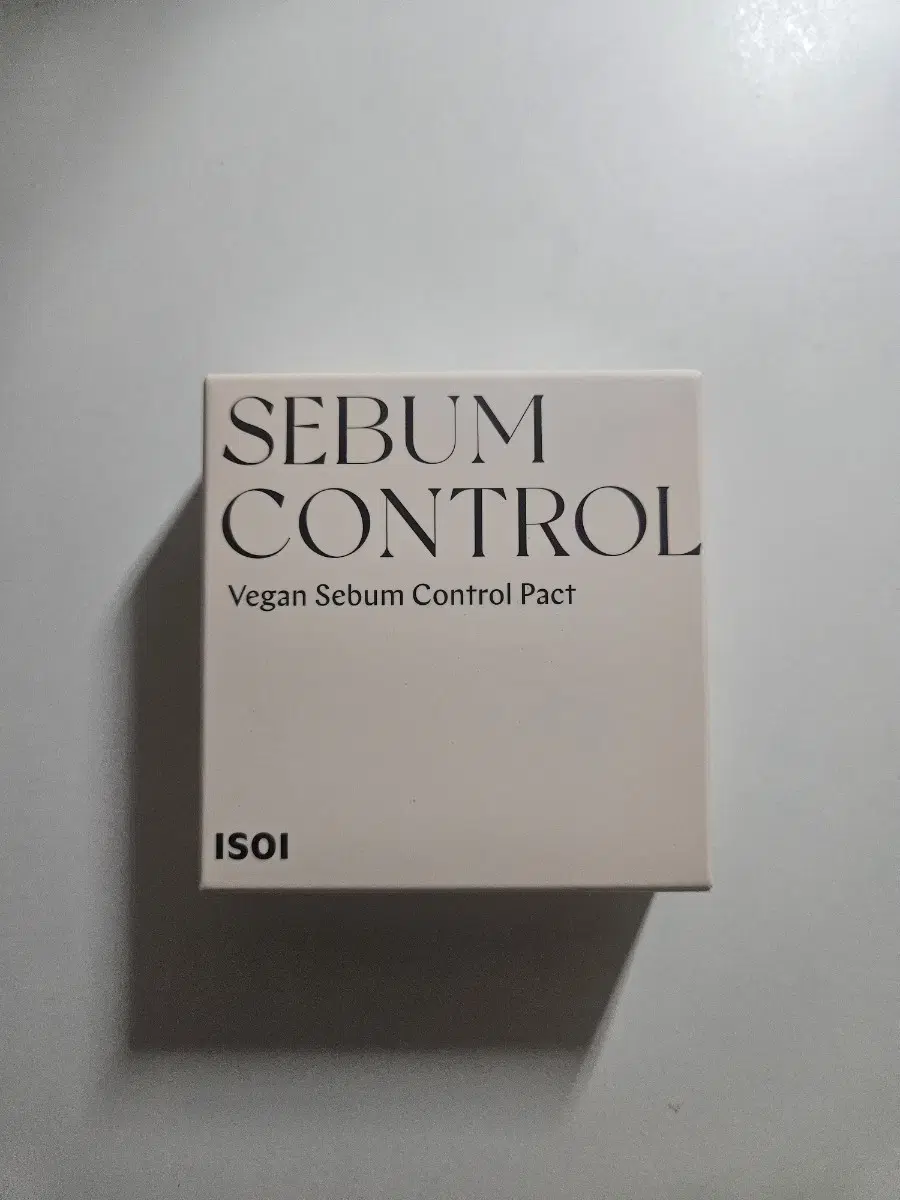 SEBUM
CONTROL
Vegan Sebum Control Pact
ISOI